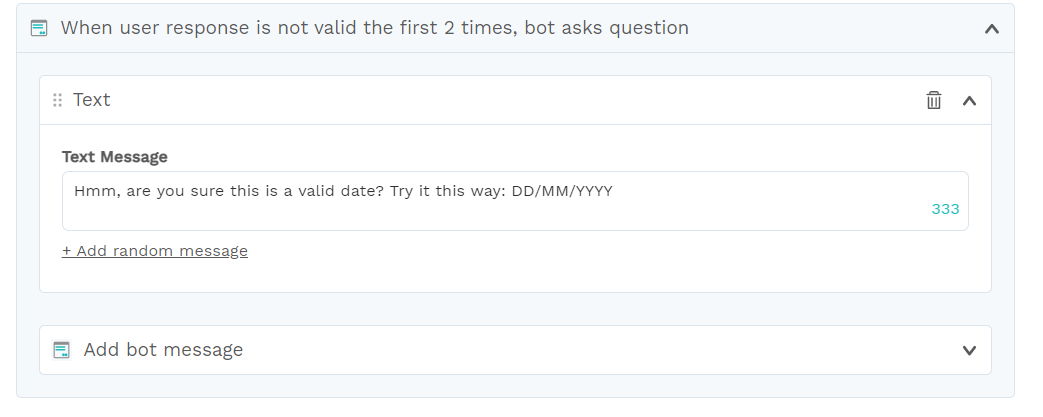 When user response is not valid the first 2 times, bot asks question
Text
Text Message
Hmm, are you sure this is a valid date? Try it this way: DD/MM/YYYY
333
+ Add random message
Add bot message